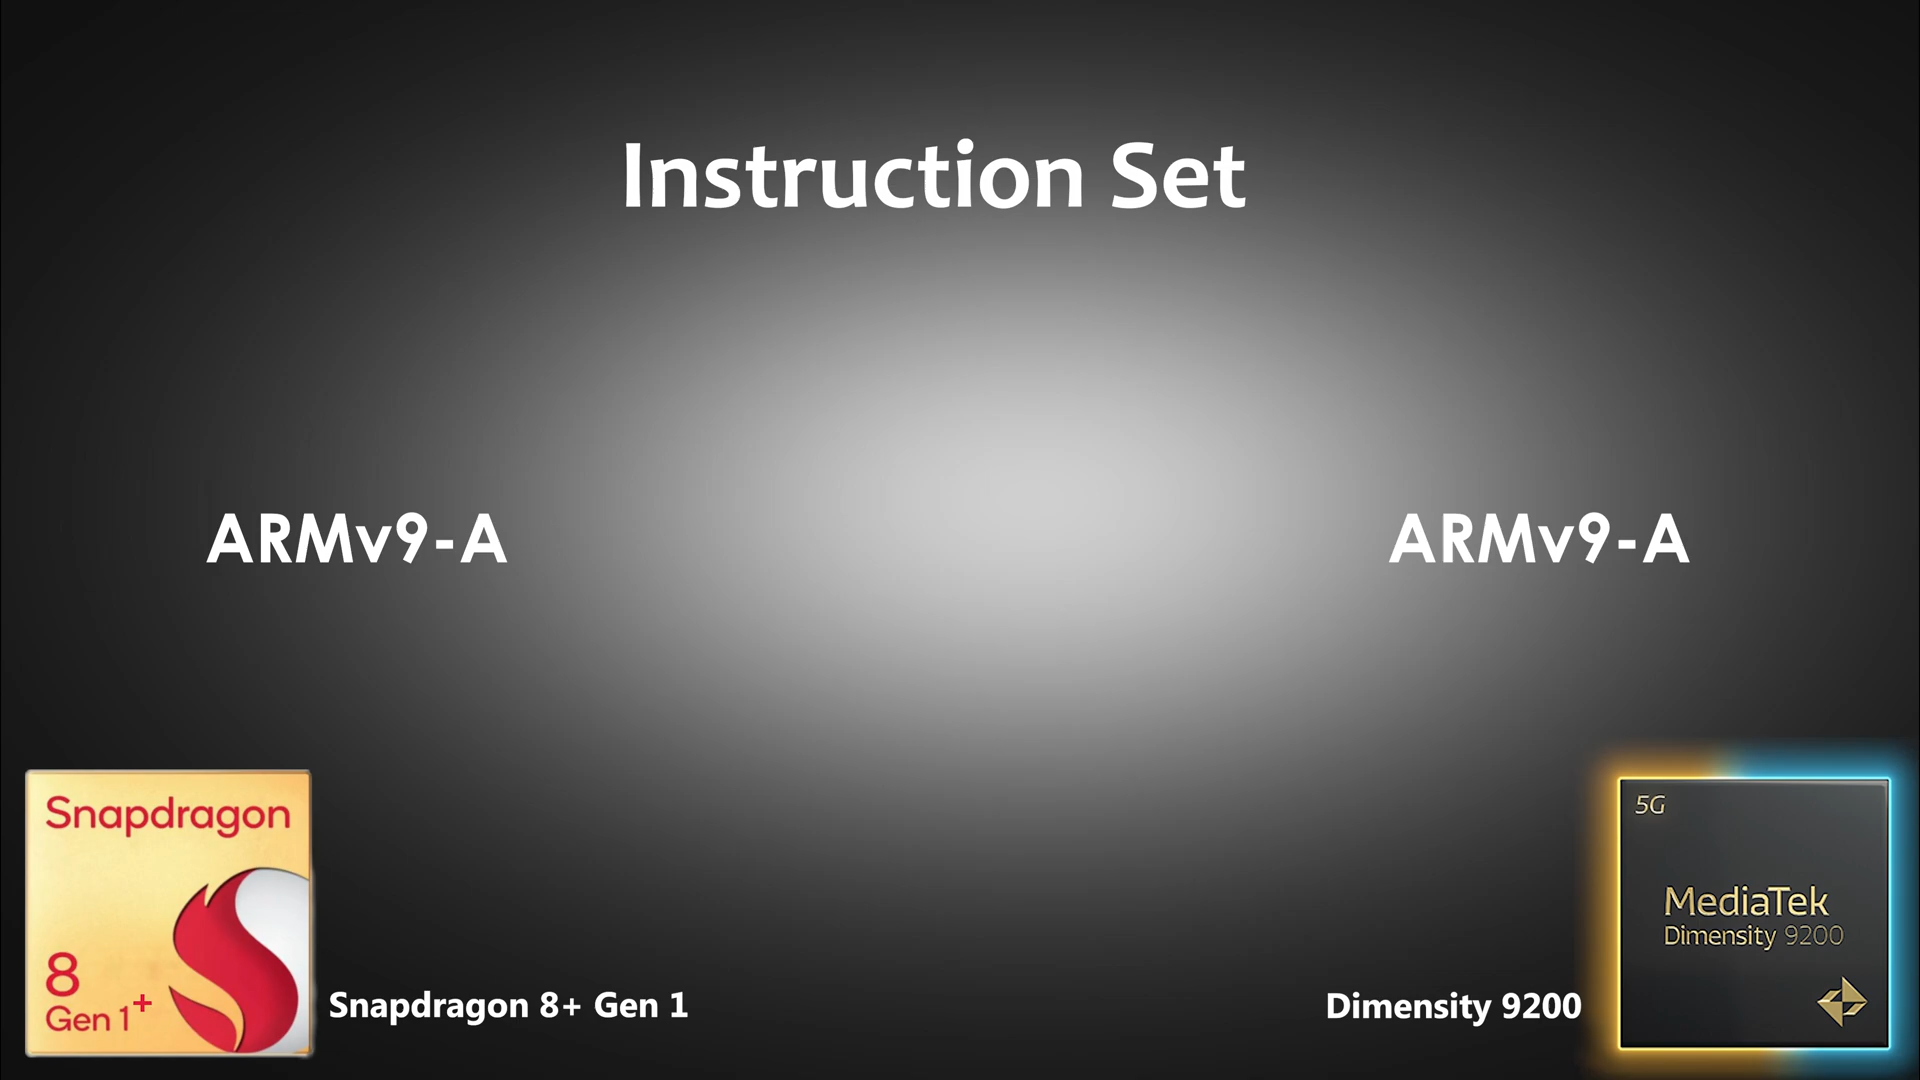 Instruction Set
ARMv9-A
ARMv9-A
Snapdragon
8
Gen 1+
Snapdragon 8+ Gen 1
Dimensity 9200
5G
MediaTek
Dimensity 9200